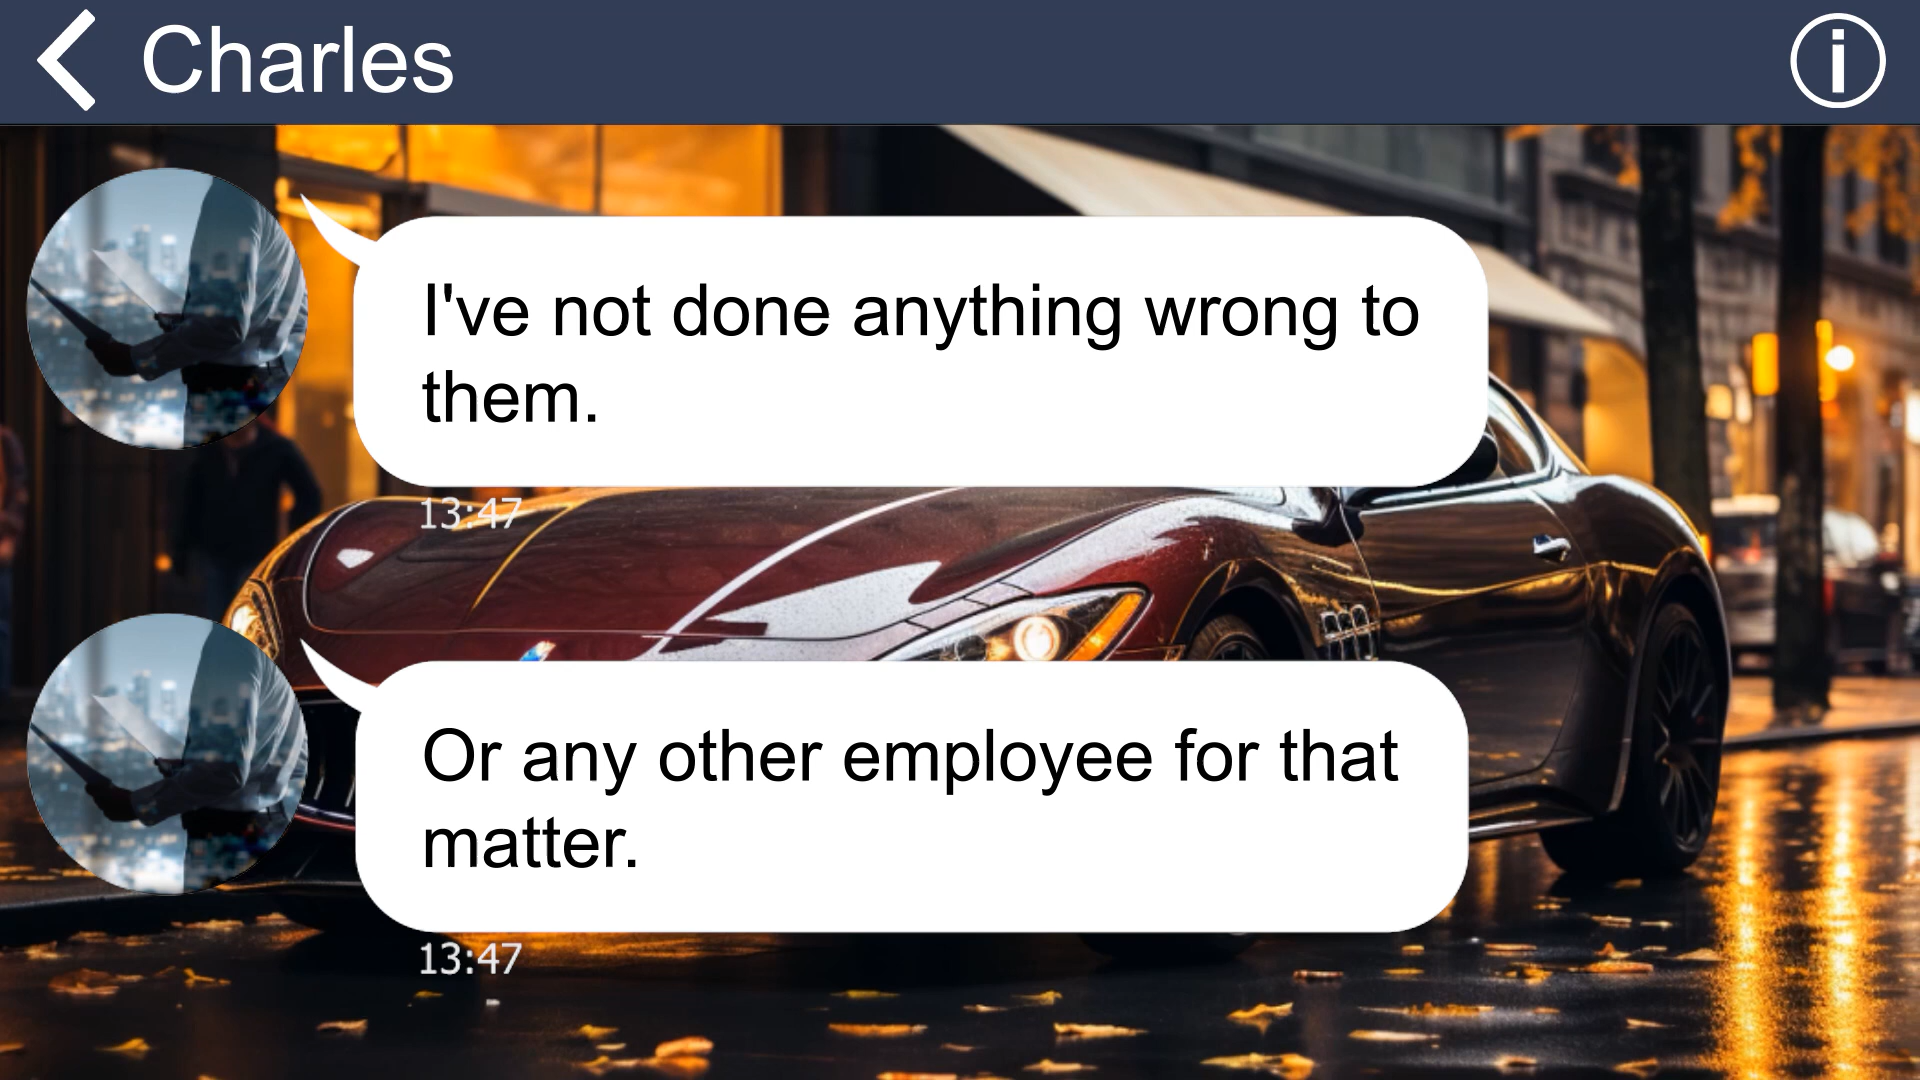 Charles
I've not done anything wrong to
them.
13:47
Or any other employee for that
matter.
13:47